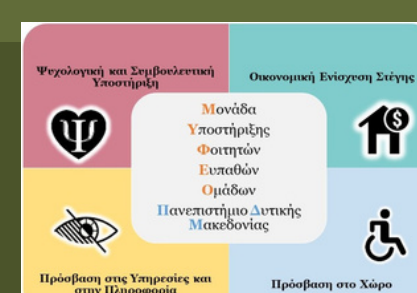 Ψυχολογική και Συμβουλευτική
Υποστήριξη
Οικονομική Ενίσχυση Στέγης
Μονάδα
Υποστήριξης
Φοιτητών
Ευπαθών
Ομάδων
Πανεπιστήμιο Δυτικής
Μακεδονίας
Πρόσβαση στις Υπηρεσίες και
στην Πληροφορία
Πρόσβαση στο Χώρο